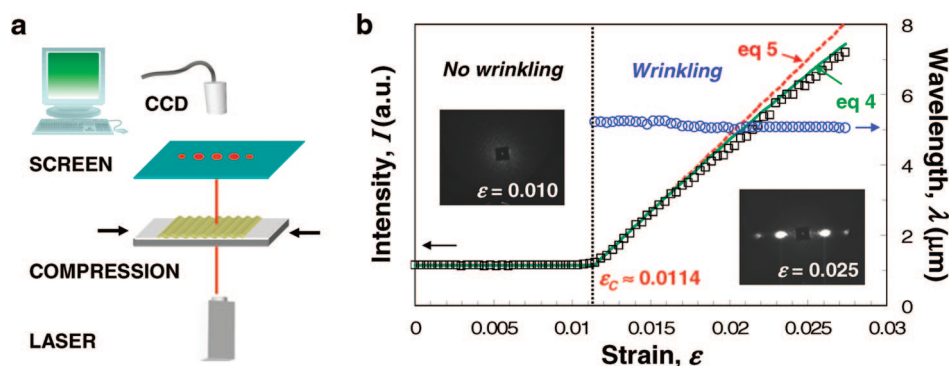 a
CCD
SCREEN
COMPRESSION
LASER
b
Intensity, I (a.u.)
No wrinkling
Wrinkling
eq 5
eq 4
ε = 0.010
ε = 0.025
ε_C ≈ 0.0114
0 0.005 0.01 0.015 0.02 0.025 0.03
Strain, ε
8
6
4
2
0
Wavelength, λ (μm)